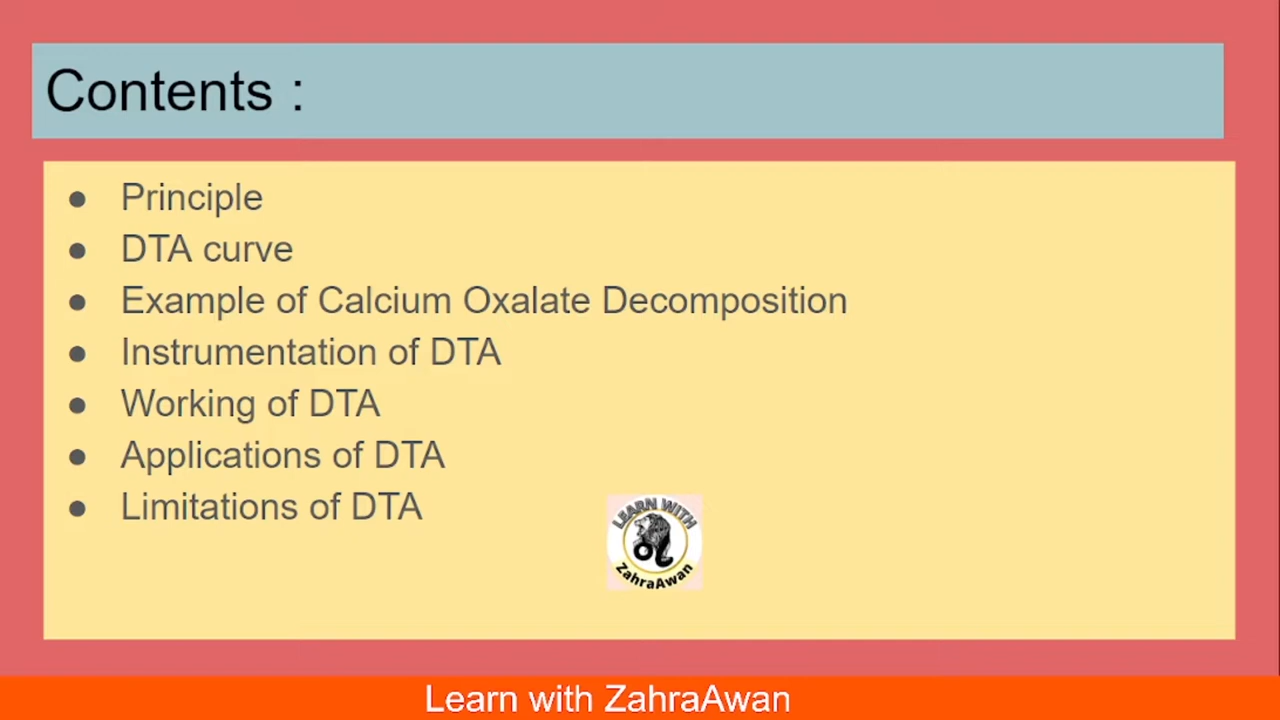 Contents :
● Principle
● DTA curve
● Example of Calcium Oxalate Decomposition
● Instrumentation of DTA
● Working of DTA
● Applications of DTA
● Limitations of DTA
LEARN WITH
ZahraAwan
Learn with ZahraAwan